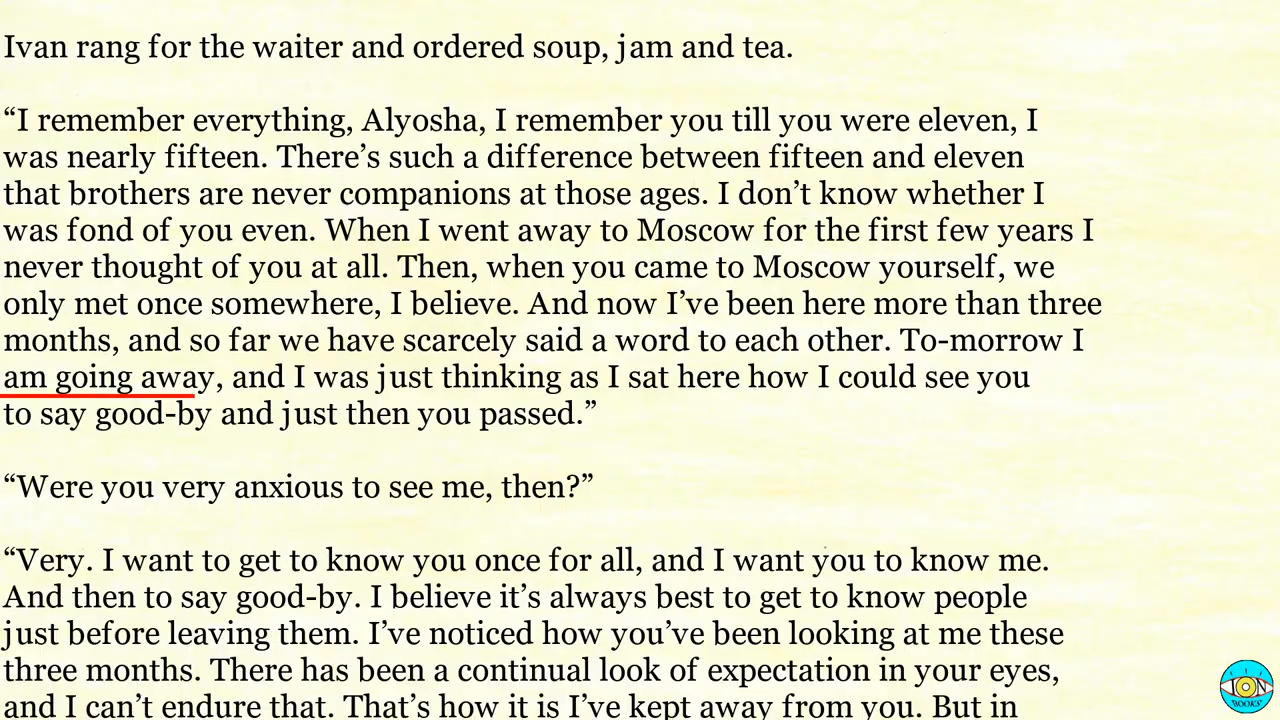 Ivan rang for the waiter and ordered soup, jam and tea.
“I remember everything, Alyosha, I remember you till you were eleven, I
was nearly fifteen. There’s such a difference between fifteen and eleven
that brothers are never companions at those ages. I don’t know whether I
was fond of you even. When I went away to Moscow for the first few years I
never thought of you at all. Then, when you came to Moscow yourself, we
only met once somewhere, I believe. And now I’ve been here more than three
months, and so far we have scarcely said a word to each other. To-morrow I
am going away, and I was just thinking as I sat here how I could see you
to say good-by and just then you passed.”
“Were you very anxious to see me, then?”
“Very. I want to get to know you once for all, and I want you to know me.
And then to say good-by. I believe it’s always best to get to know people
just before leaving them. I’ve noticed how you’ve been looking at me these
three months. There has been a continual look of expectation in your eyes,
and I can’t endure that. That’s how it is I’ve kept away from you. But in
ION
BOOKS